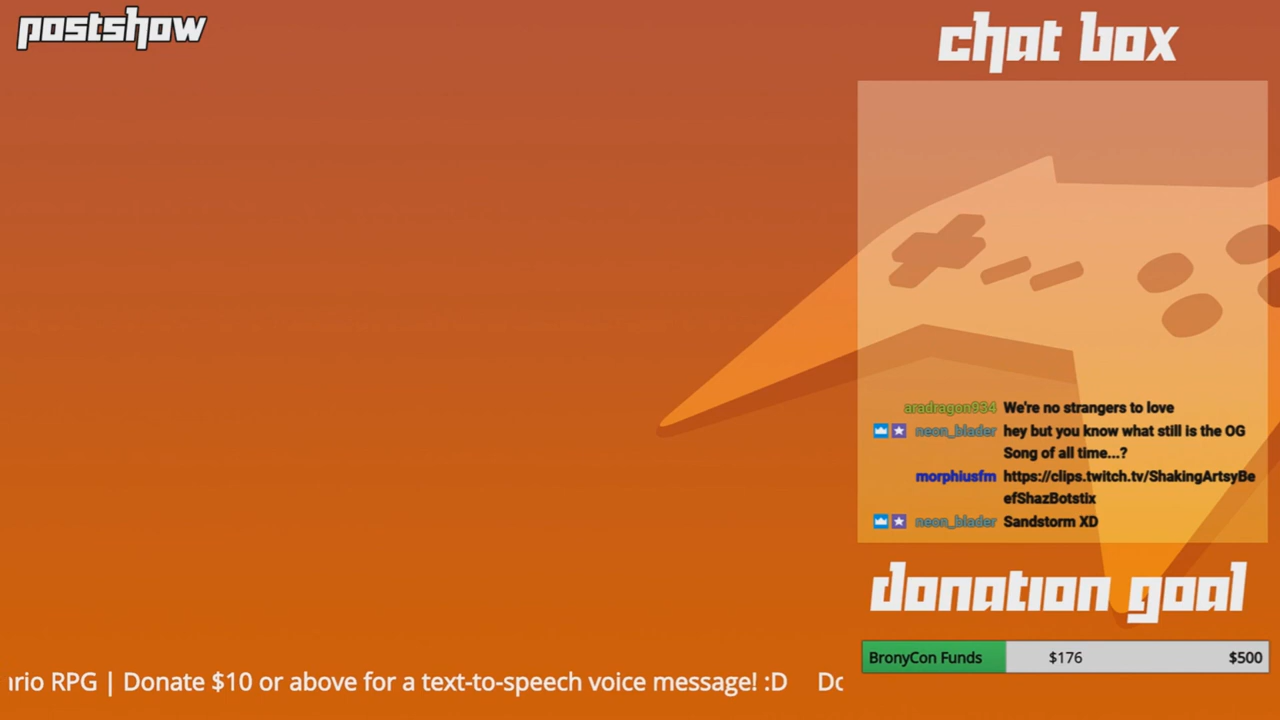 postshow
chat box
aradragon934 We're no strangers to love
neon_blader hey but you know what still is the OG
Song of all time...?
morphiusfm https://clips.twitch.tv/ShakingArtsyBe
efShazBotstix
neon_blader Sandstorm XD
donation goal
BronyCon Funds $176 $500
ario RPG | Donate $10 or above for a text-to-speech voice message! :D Do